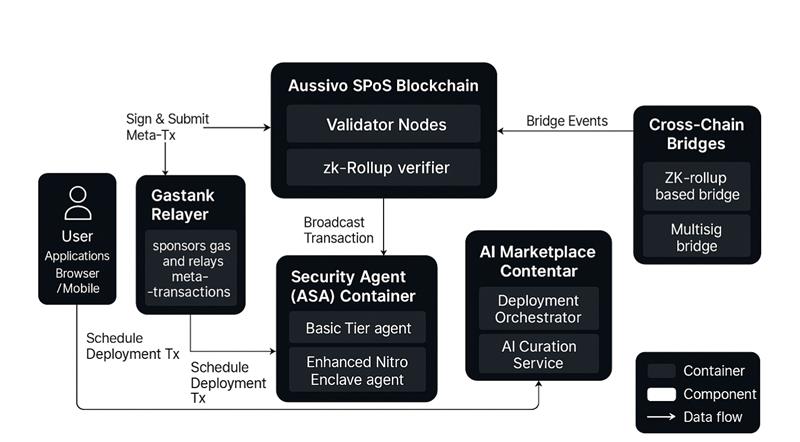 Aussivo SPoS Blockchain
Validator Nodes
zk-Rollup verifier
Sign & Submit
Meta-Tx
Bridge Events
Cross-Chain
Bridges
ZK-rollup
based bridge
Multisig
bridge
User
Applications
Browser
/Mobile
Gastank
Relayer
sponsors gas
and relays
meta-
-transactions
Broadcast
Transaction
Security Agent
(ASA) Container
Basic Tier agent
Enhanced Nitro
Enclave agent
AI Marketplace
Contentar
Deployment
Orchestrator
AI Curation
Service
Schedule
Deployment Tx
Schedule
Deployment
Tx
Container
Component
Data flow